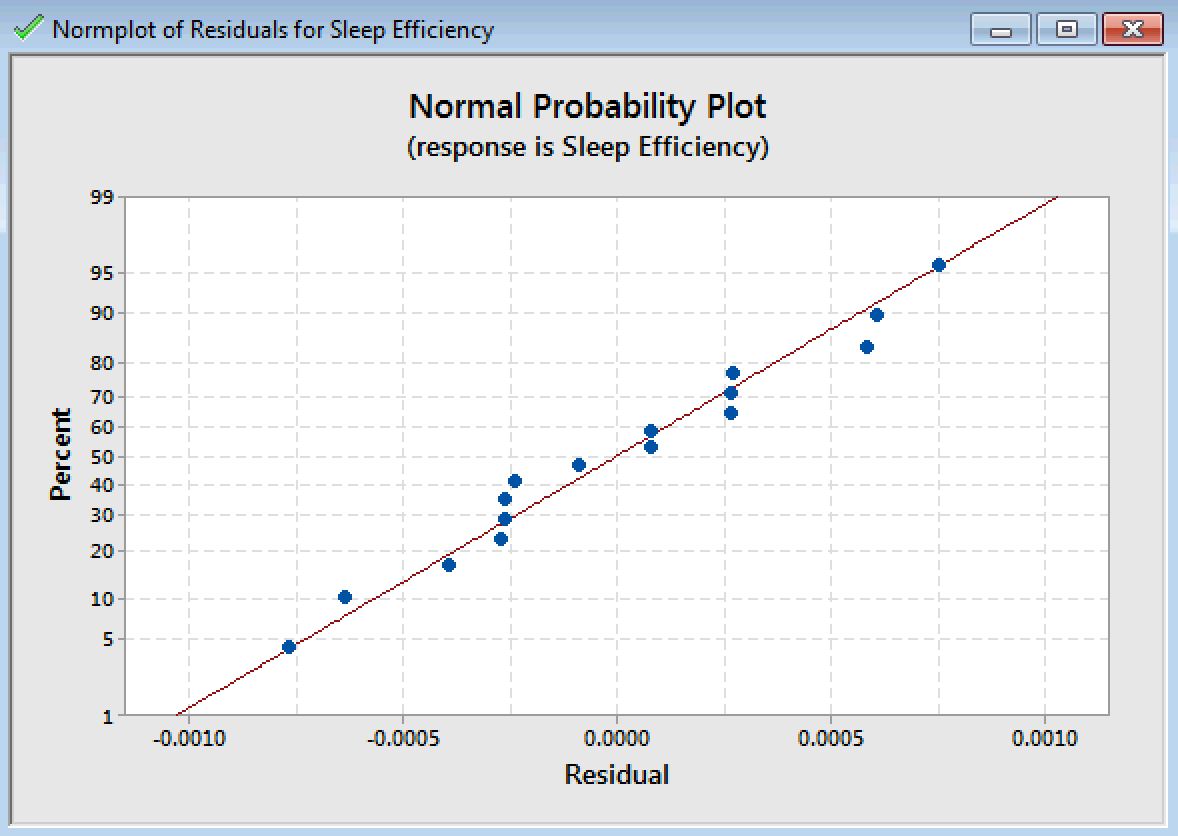 Normplot of Residuals for Sleep Efficiency
Normal Probability Plot
(response is Sleep Efficiency)
99
95
90
80
70
60
50
40
30
20
10
5
1
Percent
-0.0010 -0.0005 0.0000 0.0005 0.0010
Residual